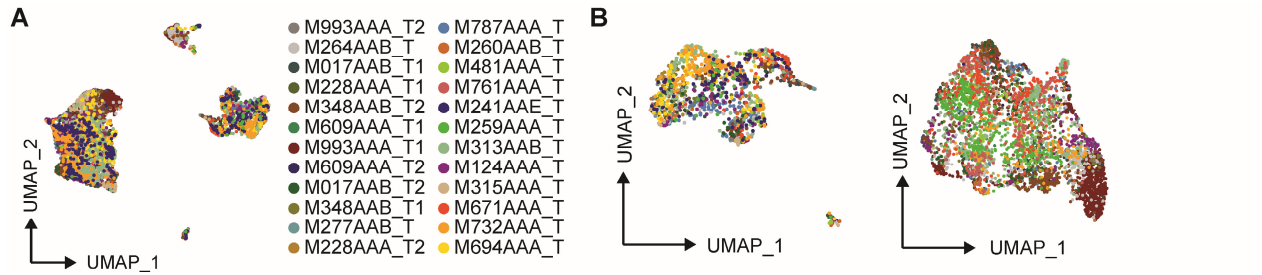 A
B
M993AAA_T2
M787AAA_T
M264AAB_T
M260AAB_T
M017AAB_T1
M481AAA_T
M228AAA_T1
M761AAA_T
M348AAB_T2
M241AAE_T
M609AAA_T1
M259AAA_T
M993AAA_T1
M313AAB_T
M609AAA_T2
M124AAA_T
M017AAB_T2
M315AAA_T
M348AAB_T1
M671AAA_T
M277AAB_T
M732AAA_T
M228AAA_T2
M694AAA_T
UMAP_2
UMAP_1
UMAP_2
UMAP_1
UMAP_2
UMAP_1